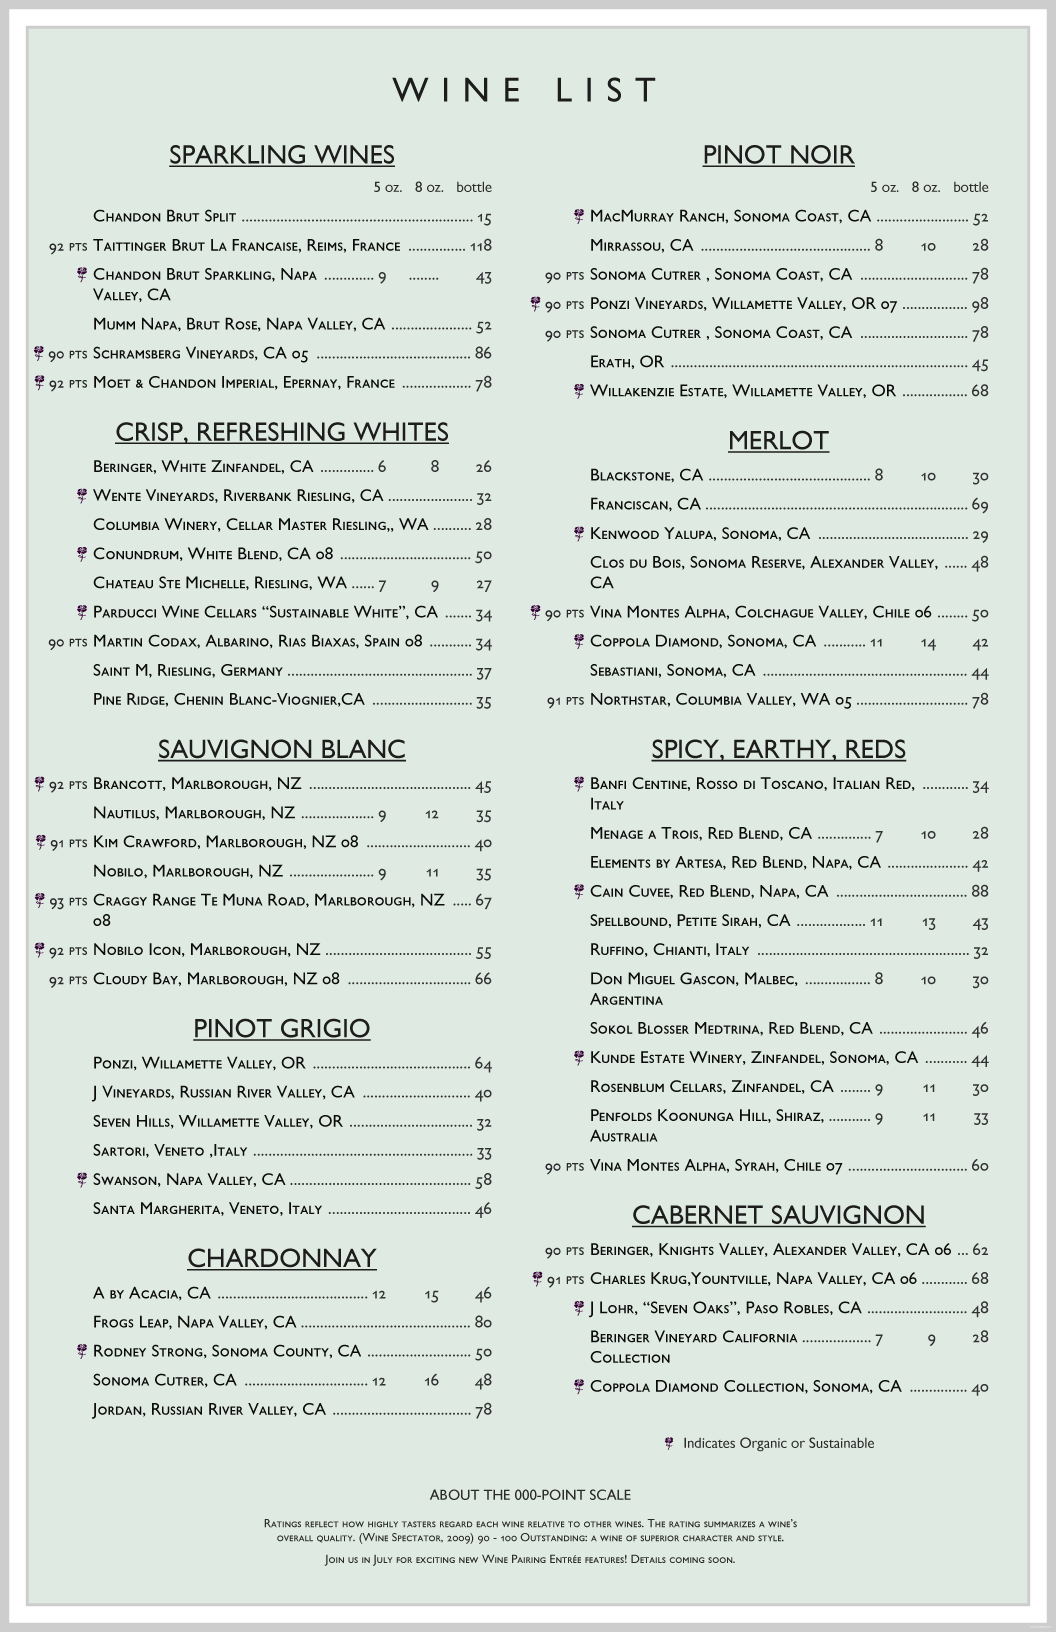 WINE LIST
SPARKLING WINES
5 oz. 8 oz. bottle
Chandon Brut Split ........ 15
92 pts Taittinger Brut La Francaise, Reims, France ........ 118
Chandon Brut Sparkling, Napa ........ 9 ........ 43
Valley, CA
Mumm Napa, Brut Rose, Napa Valley, CA ........ 52
90 pts Schramsberg Vineyards, CA 05 ........ 86
92 pts Moet & Chandon Imperial, Epernay, France ........ 78
CRISP, REFRESHING WHITES
Beringer, White Zinfandel, CA ........ 6 8 26
Wente Vineyards, Riverbank Riesling, CA ........ 32
Columbia Winery, Cellar Master Riesling,, WA ........ 28
Conundrum, White Blend, CA 08 ........ 50
Chateau Ste Michelle, Riesling, WA ...... 7 9 27
Parducci Wine Cellars “Sustainable White”, CA ....... 34
90 pts Martin Codax, Albarino, Rias Biaxas, Spain 08 ........ 34
Saint M, Riesling, Germany ........ 37
Pine Ridge, Chenin Blanc-Viognier,CA ........ 35
SAUVIGNON BLANC
92 pts Brancott, Marlborough, NZ ........ 45
Nautilus, Marlborough, NZ ........ 9 12 35
91 pts Kim Crawford, Marlborough, NZ 08 ........ 40
Nobilo, Marlborough, NZ ........ 9 11 35
93 pts Craggy Range Te Muna Road, Marlborough, NZ ..... 67
08
92 pts Nobilo Icon, Marlborough, NZ ........ 55
92 pts Cloudy Bay, Marlborough, NZ 08 ........ 66
PINOT GRIGIO
Ponzi, Willamette Valley, OR ........ 64
J Vineyards, Russian River Valley, CA ........ 40
Seven Hills, Willamette Valley, OR ........ 32
Sartori, Veneto ,Italy ........ 33
Swanson, Napa Valley, CA ........ 58
Santa Margherita, Veneto, Italy ........ 46
CHARDONNAY
A by Acacia, CA ........ 12 15 46
Frogs Leap, Napa Valley, CA ........ 80
Rodney Strong, Sonoma County, CA ........ 50
Sonoma Cutrer, CA ........ 12 16 48
Jordan, Russian River Valley, CA ........ 78
PINOT NOIR
5 oz. 8 oz. bottle
MacMurray Ranch, Sonoma Coast, CA ........ 52
Mirrassou, CA ........ 8 10 28
90 pts Sonoma Cutrer , Sonoma Coast, CA ........ 78
90 pts Ponzi Vineyards, Willamette Valley, OR 07 ........ 98
90 pts Sonoma Cutrer , Sonoma Coast, CA ........ 78
Erath, OR ........ 45
Willakenzie Estate, Willamette Valley, OR ........ 68
MERLOT
Blackstone, CA ........ 8 10 30
Franciscan, CA ........ 69
Kenwood Yalupa, Sonoma, CA ........ 29
Clos du Bois, Sonoma Reserve, Alexander Valley, ...... 48
CA
90 pts Vina Montes Alpha, Colchague Valley, Chile 06 ........ 50
Coppola Diamond, Sonoma, CA ........ 11 14 42
Sebastiani, Sonoma, CA ........ 44
91 pts Northstar, Columbia Valley, WA 05 ........ 78
SPICY, EARTHY, REDS
Banfi Centine, Rosso di Toscano, Italian Red, ........ 34
Italy
Menage a Trois, Red Blend, CA ........ 7 10 28
Elements by Artesa, Red Blend, Napa, CA ........ 42
Cain Cuvee, Red Blend, Napa, CA ........ 88
Spellbound, Petite Sirah, CA ........ 11 13 43
Ruffino, Chianti, Italy ........ 32
Don Miguel Gascon, Malbec, ........ 8 10 30
Argentina
Sokol Blosser Medtrina, Red Blend, CA ........ 46
Kunde Estate Winery, Zinfandel, Sonoma, CA ........ 44
Rosenblum Cellars, Zinfandel, CA ........ 9 11 30
Penfolds Koonunga Hill, Shiraz, ........ 9 11 33
Australia
90 pts Vina Montes Alpha, Syrah, Chile 07 ........ 60
CABERNET SAUVIGNON
90 pts Beringer, Knights Valley, Alexander Valley, CA 06 ... 62
91 pts Charles Krug,Yountville, Napa Valley, CA 06 ........ 68
J Lohr, “Seven Oaks”, Paso Robles, CA ........ 48
Beringer Vineyard California ........ 7 9 28
Collection
Coppola Diamond Collection, Sonoma, CA ........ 40
Indicates Organic or Sustainable
ABOUT THE 000-POINT SCALE
Ratings reflect how highly tasters regard each wine relative to other wines. The rating summarizes a wine's
overall quality. (Wine Spectator, 2009) 90 - 100 Outstanding: a wine of superior character and style.
Join us in July for exciting new Wine Pairing Entrée features! Details coming soon.